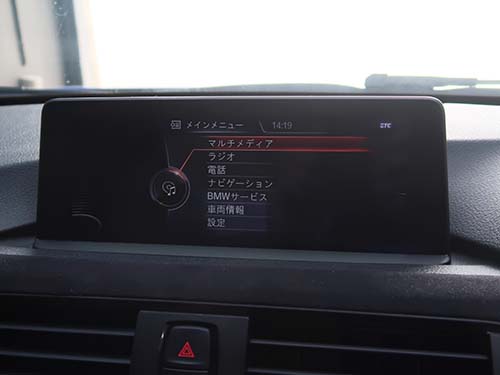 メインメニュー 14:19 ETC
マルチメディア
ラジオ
電話
ナビゲーション
BMWサービス
車両情報
設定